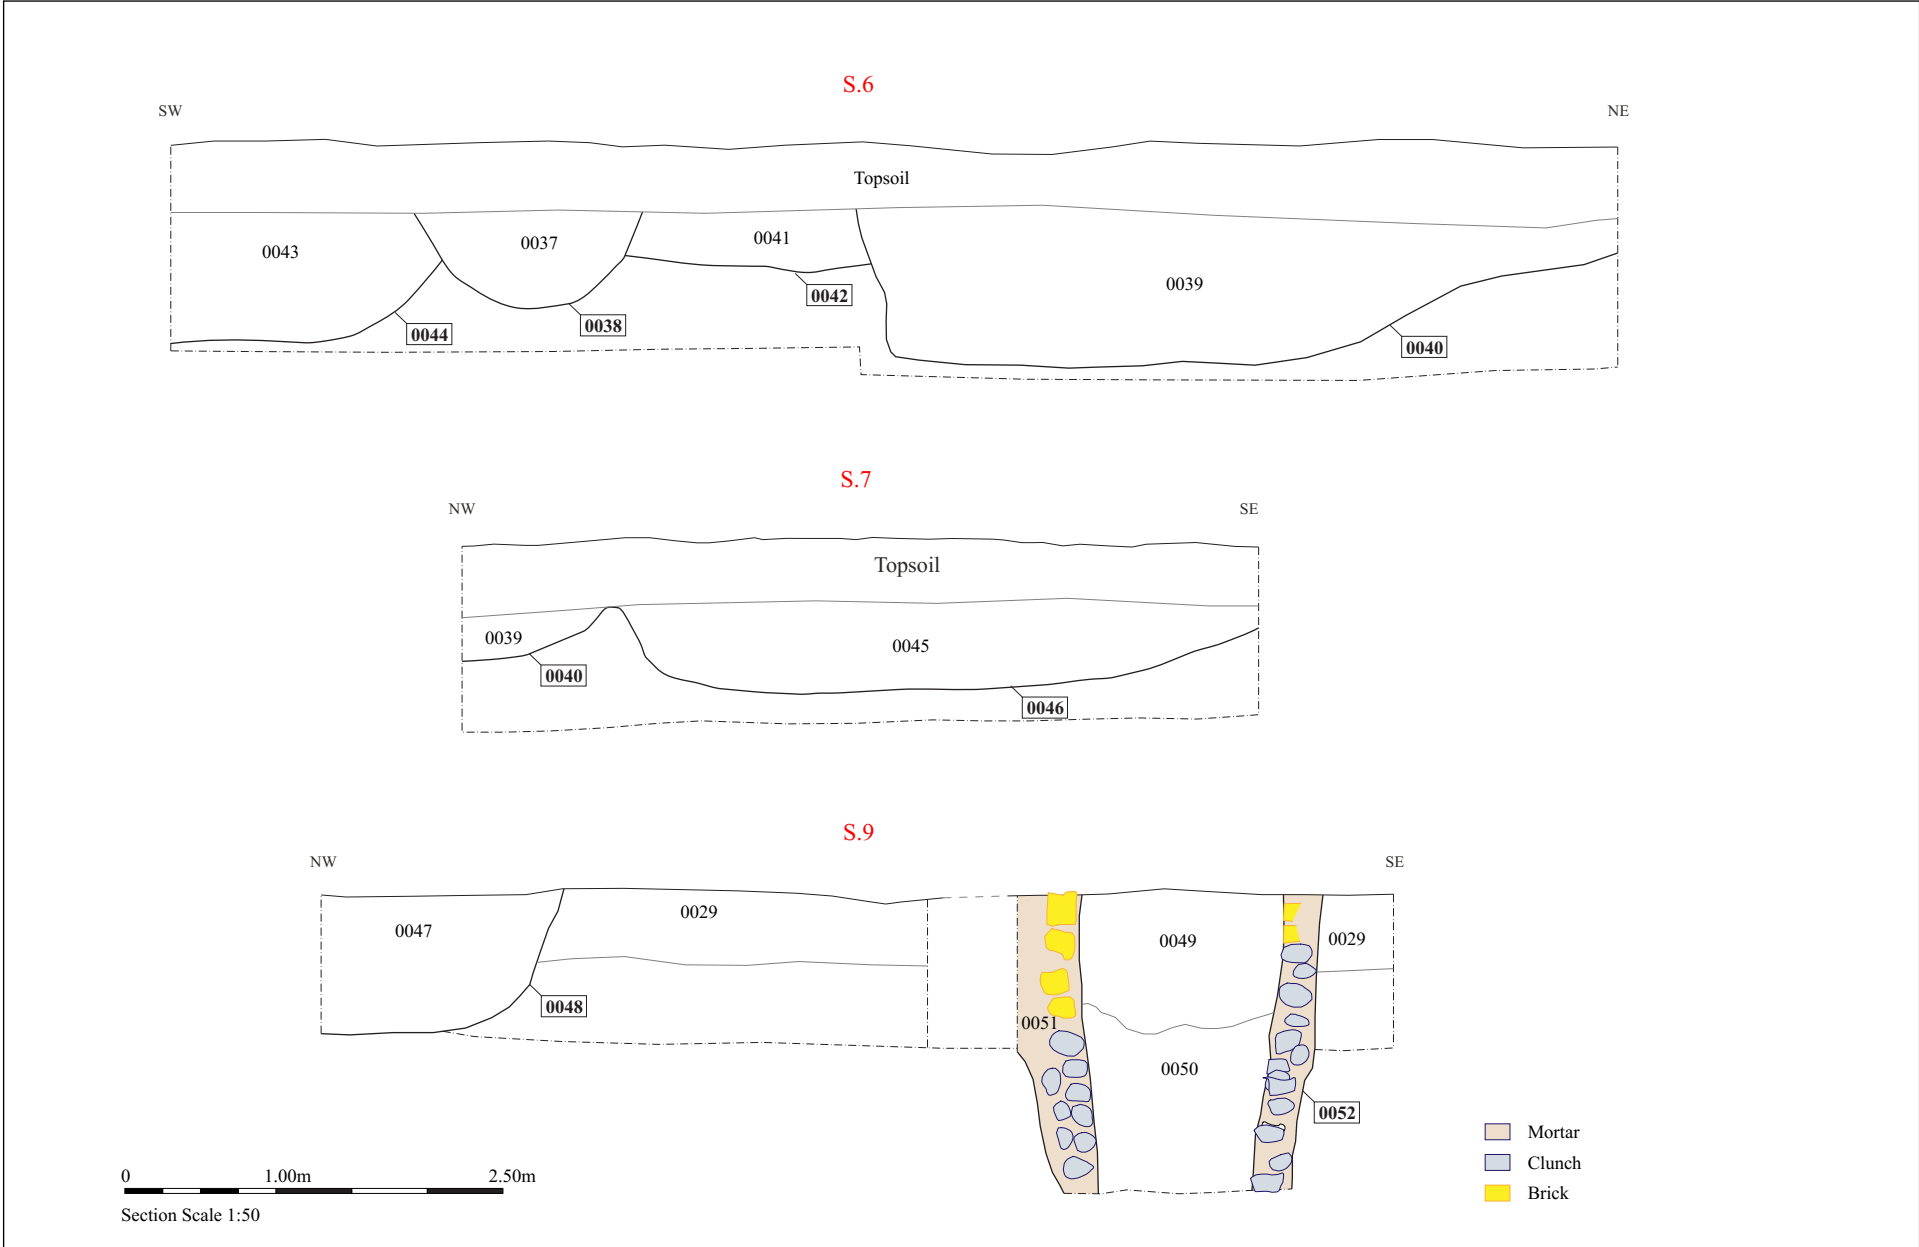 S.6
SW
NE
Topsoil
0043
0037
0041
0039
0042
0038
0044
0040
S.7
NW
SE
Topsoil
0039
0045
0040
0046
S.9
NW
SE
0047
0029
0049
0029
0048
0051
0050
0052
Mortar
Clunch
Brick
0 1.00m 2.50m
Section Scale 1:50